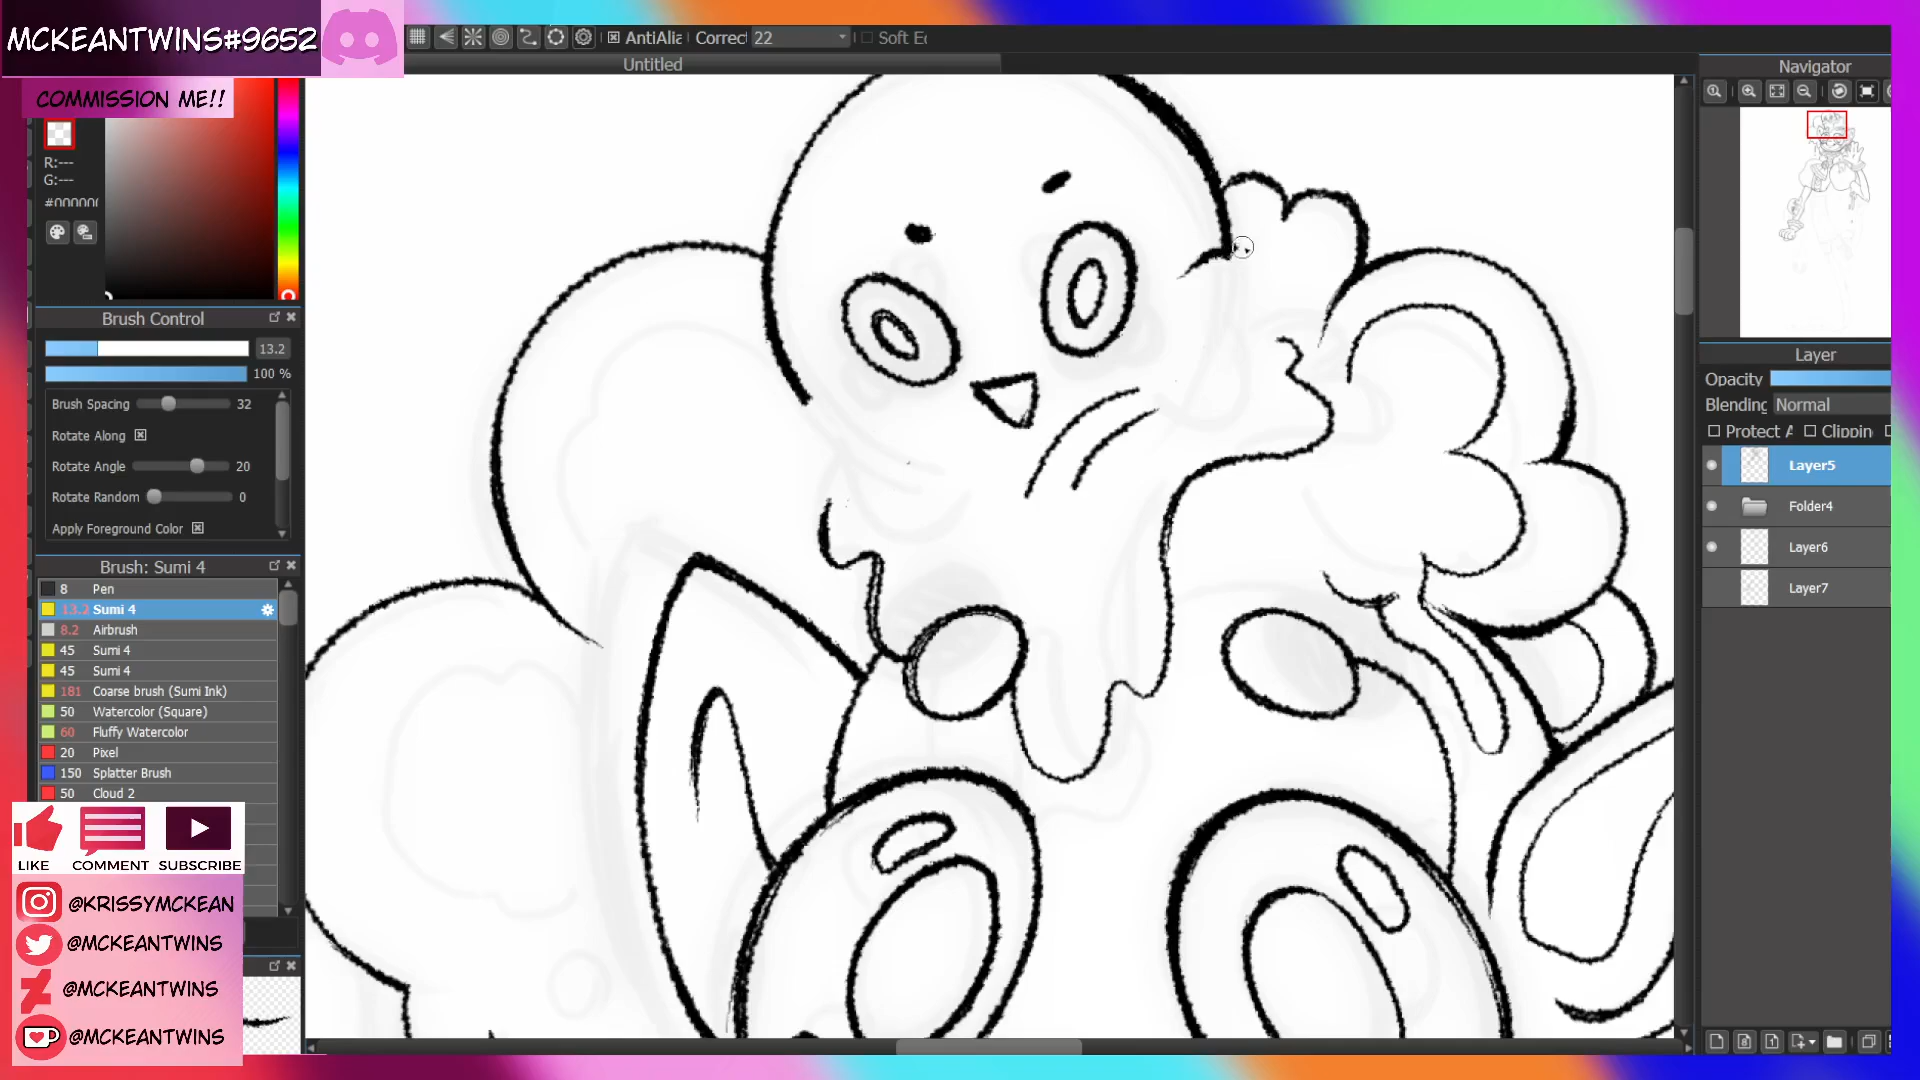 MCKEANTWINS#9652
COMMISSION ME!!
AntiAlia
Correct
22
Soft Ed
Untitled
Navigator
R:---
G:---
#000000
Brush Control
13.2
100 %
Brush Spacing
32
Rotate Along
Rotate Angle
20
Rotate Random
0
Apply Foreground Color
Brush: Sumi 4
8 Pen
13.2 Sumi 4
8.2 Airbrush
45 Sumi 4
45 Sumi 4
181 Coarse brush (Sumi Ink)
50 Watercolor (Square)
60 Fluffy Watercolor
20 Pixel
150 Splatter Brush
50 Cloud 2
LIKE
COMMENT
SUBSCRIBE
@KRISSYMCKEAN
@MCKEANTWINS
@MCKEANTWINS
@MCKEANTWINS
Layer
Opacity
Blending
Normal
Protect A
Clipping
Layer5
Folder4
Layer6
Layer7